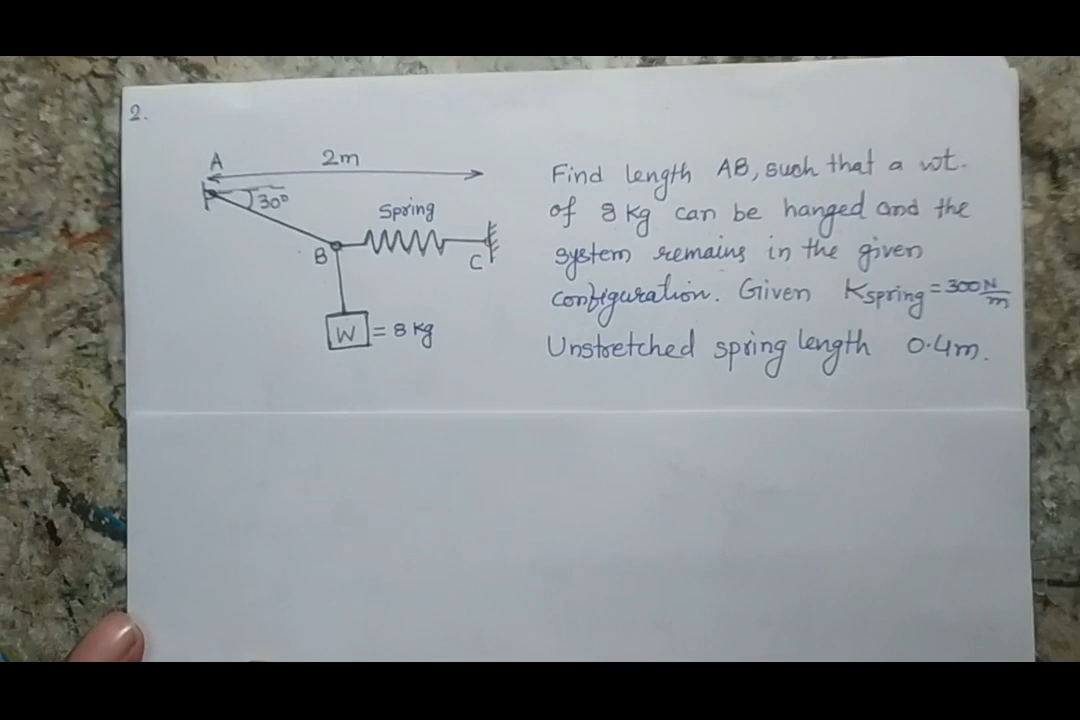 2.
A
2m
30°
Spring
B
C
W = 8 kg
Find length AB, such that a wt.
of 8 kg can be hanged and the
system remains in the given
configuration. Given Kspring = 300 N/m
Unstretched spring length 0.4m.